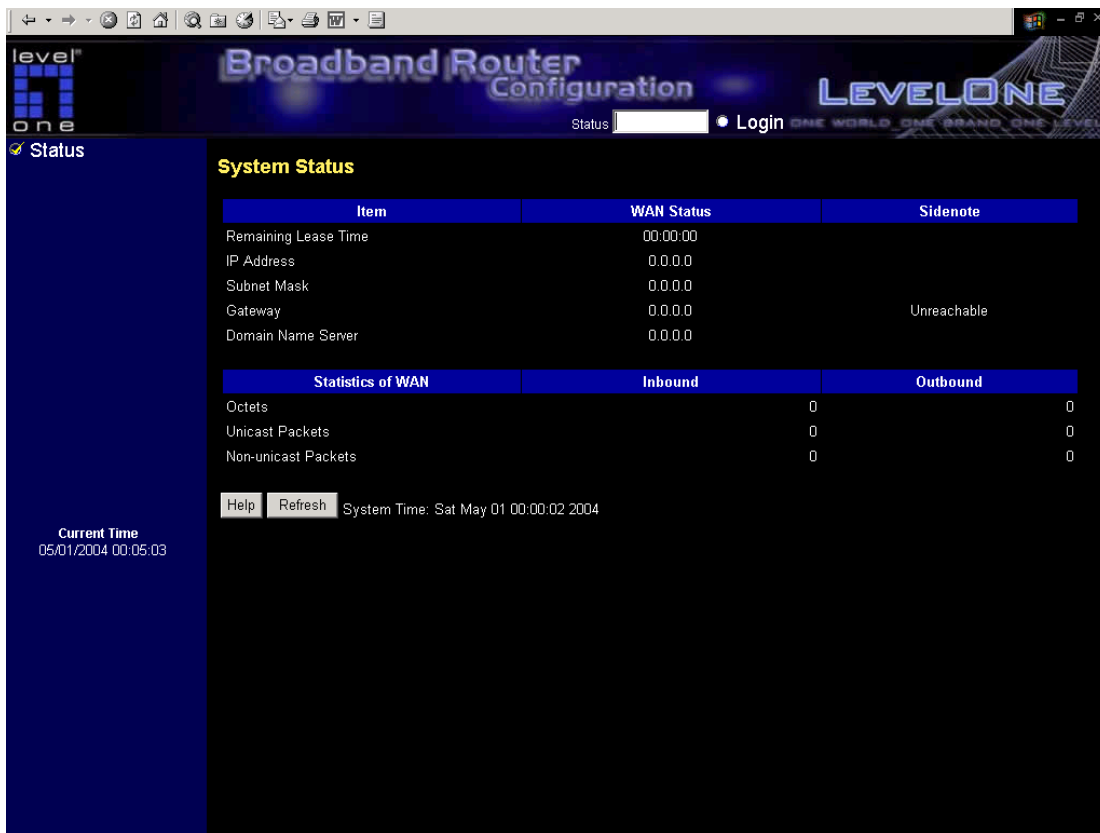 level®
one
Broadband Router
Configuration
LEVELONE
Status
Login
ONE WORLD_ONE BRAND_ONE LEVEL
Status
System Status
Item WAN Status Sidenote
Remaining Lease Time 00:00:00
IP Address 0.0.0.0
Subnet Mask 0.0.0.0
Gateway 0.0.0.0 Unreachable
Domain Name Server 0.0.0.0
Statistics of WAN Inbound Outbound
Octets 0 0
Unicast Packets 0 0
Non-unicast Packets 0 0
Help Refresh System Time: Sat May 01 00:00:02 2004
Current Time
05/01/2004 00:05:03